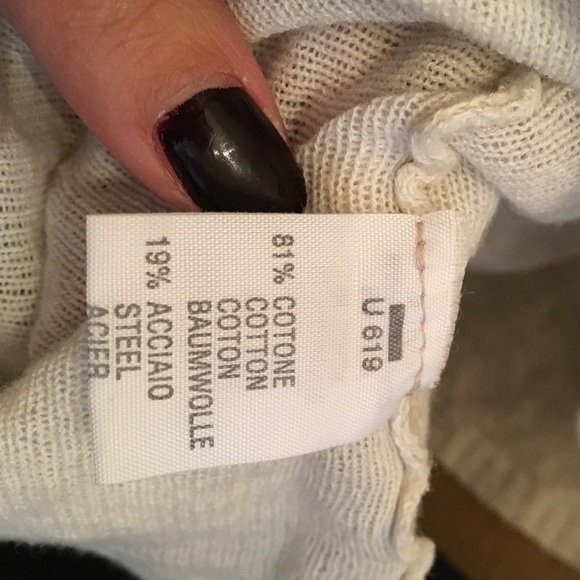 U 619
81% COTONE
COTTON
COTON
BAUMWOLLE
19% ACCIAIO
STEEL
ACIER